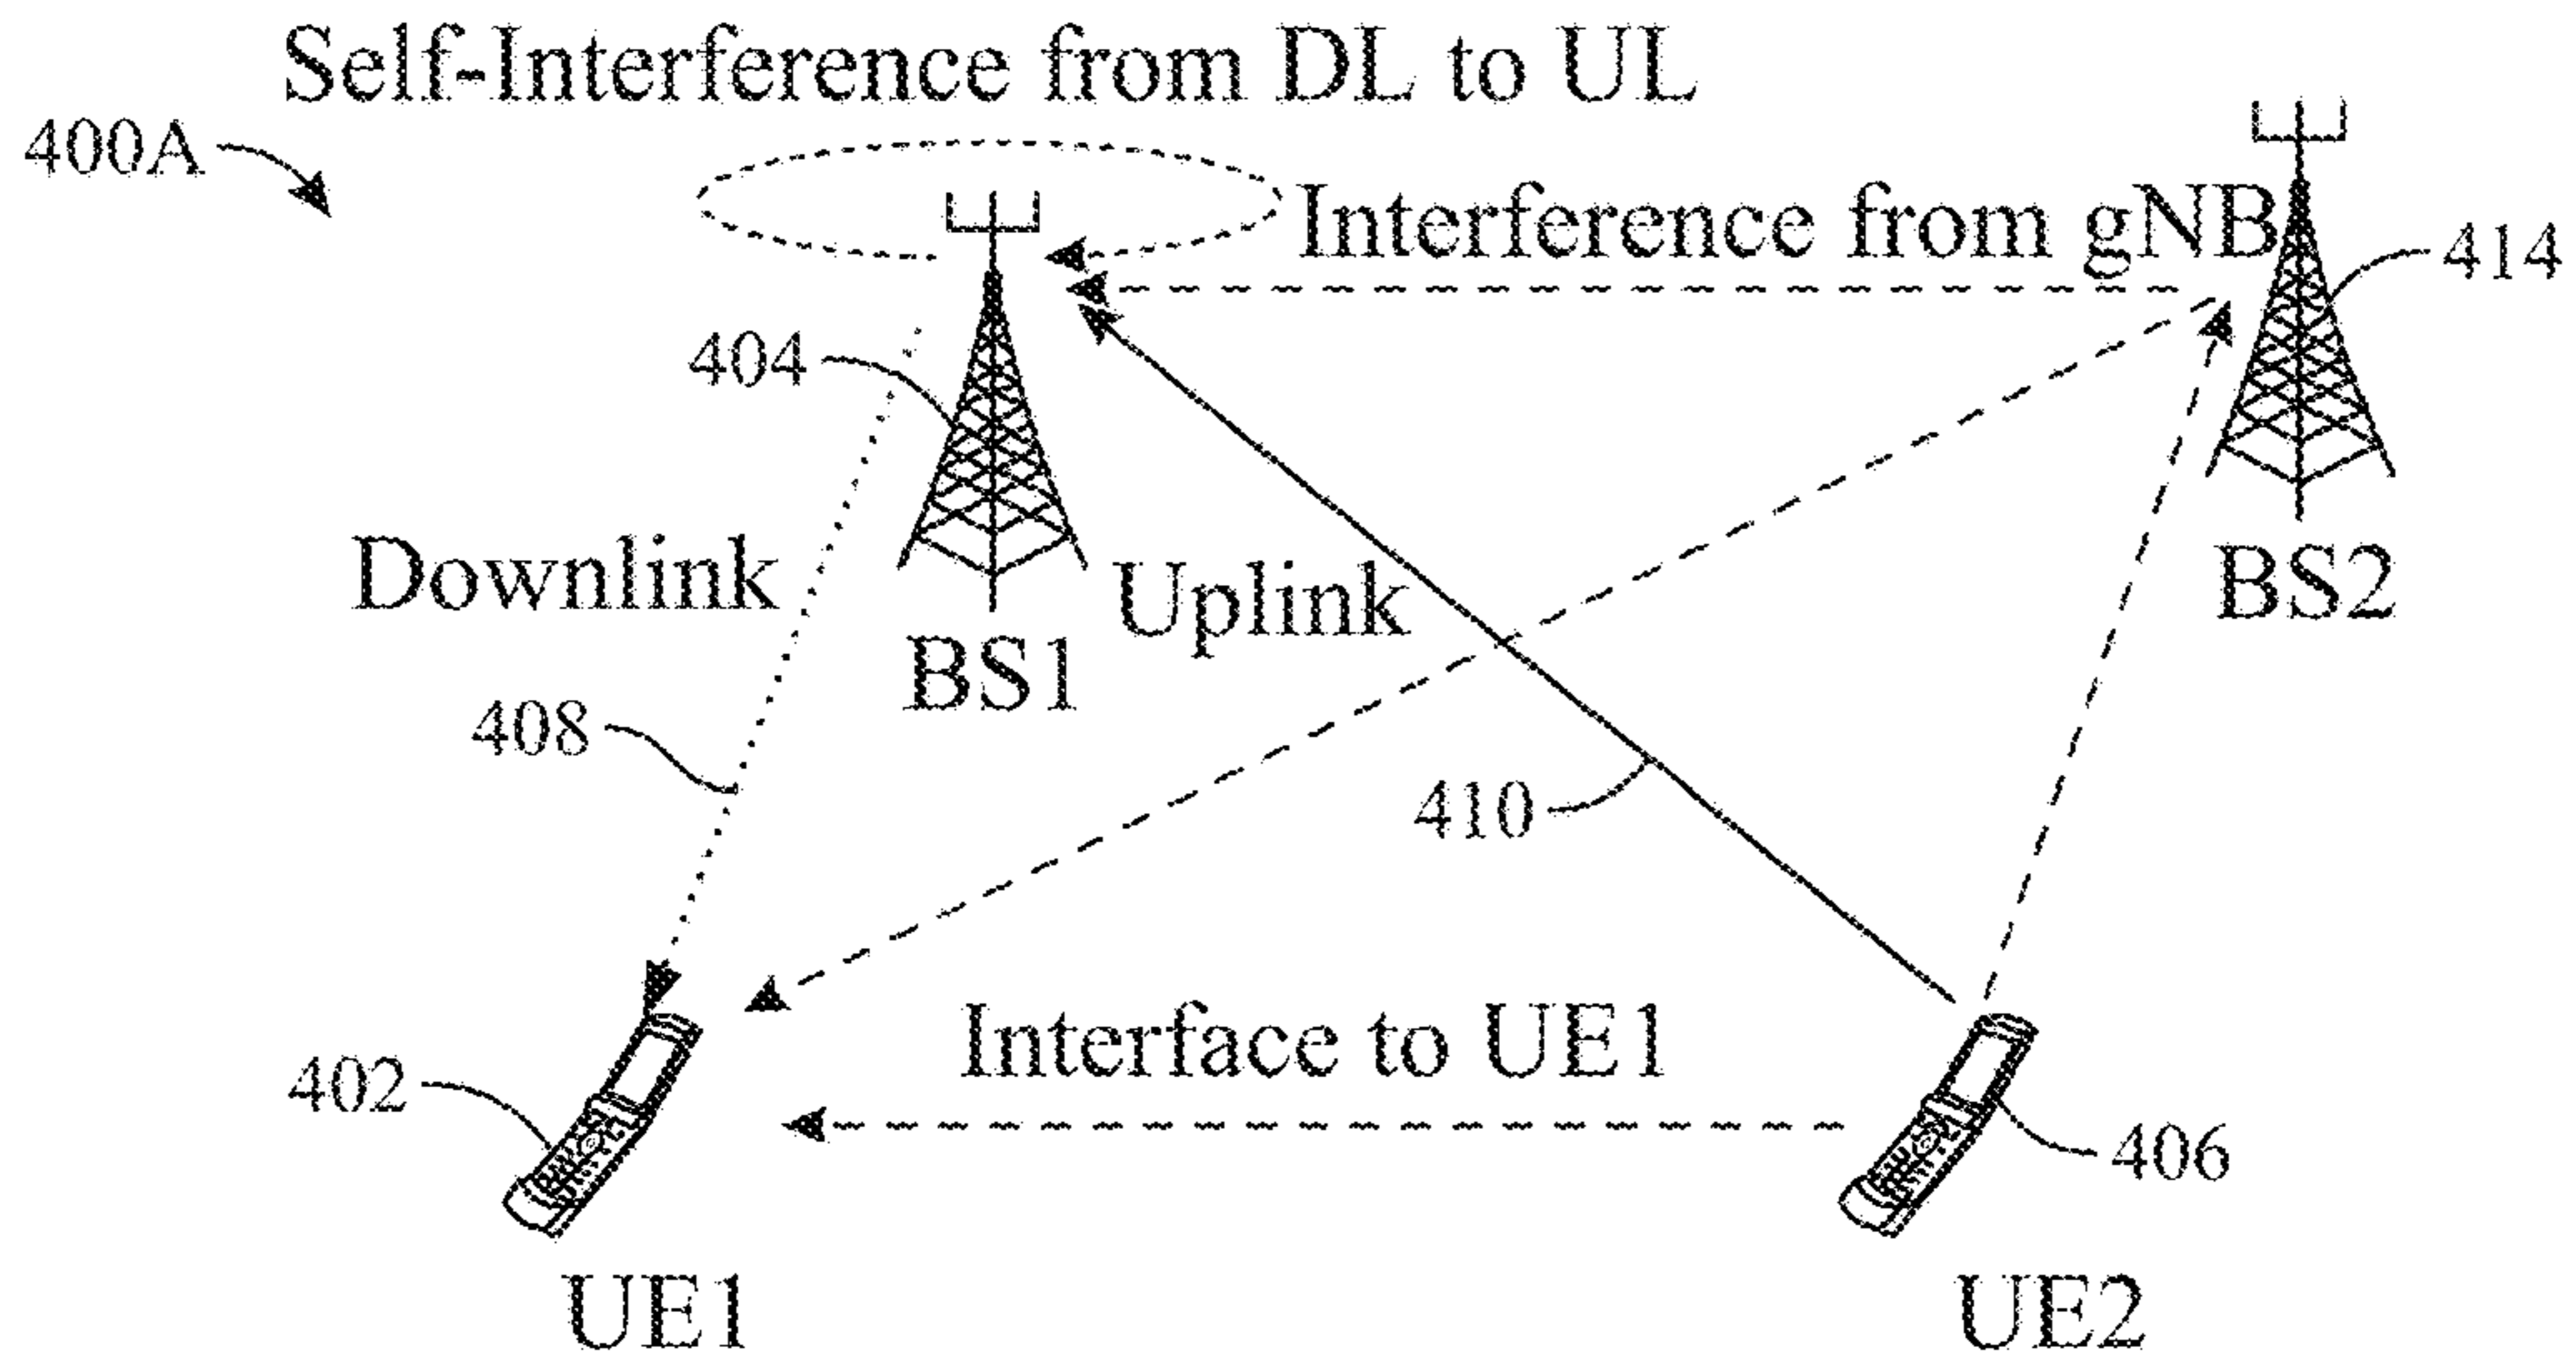 Self-Interference from DL to UL
400A
Interference from gNB
414
404
Downlink
Uplink
BS2
BS1
408
410
Interface to UE1
402
406
UE1
UE2